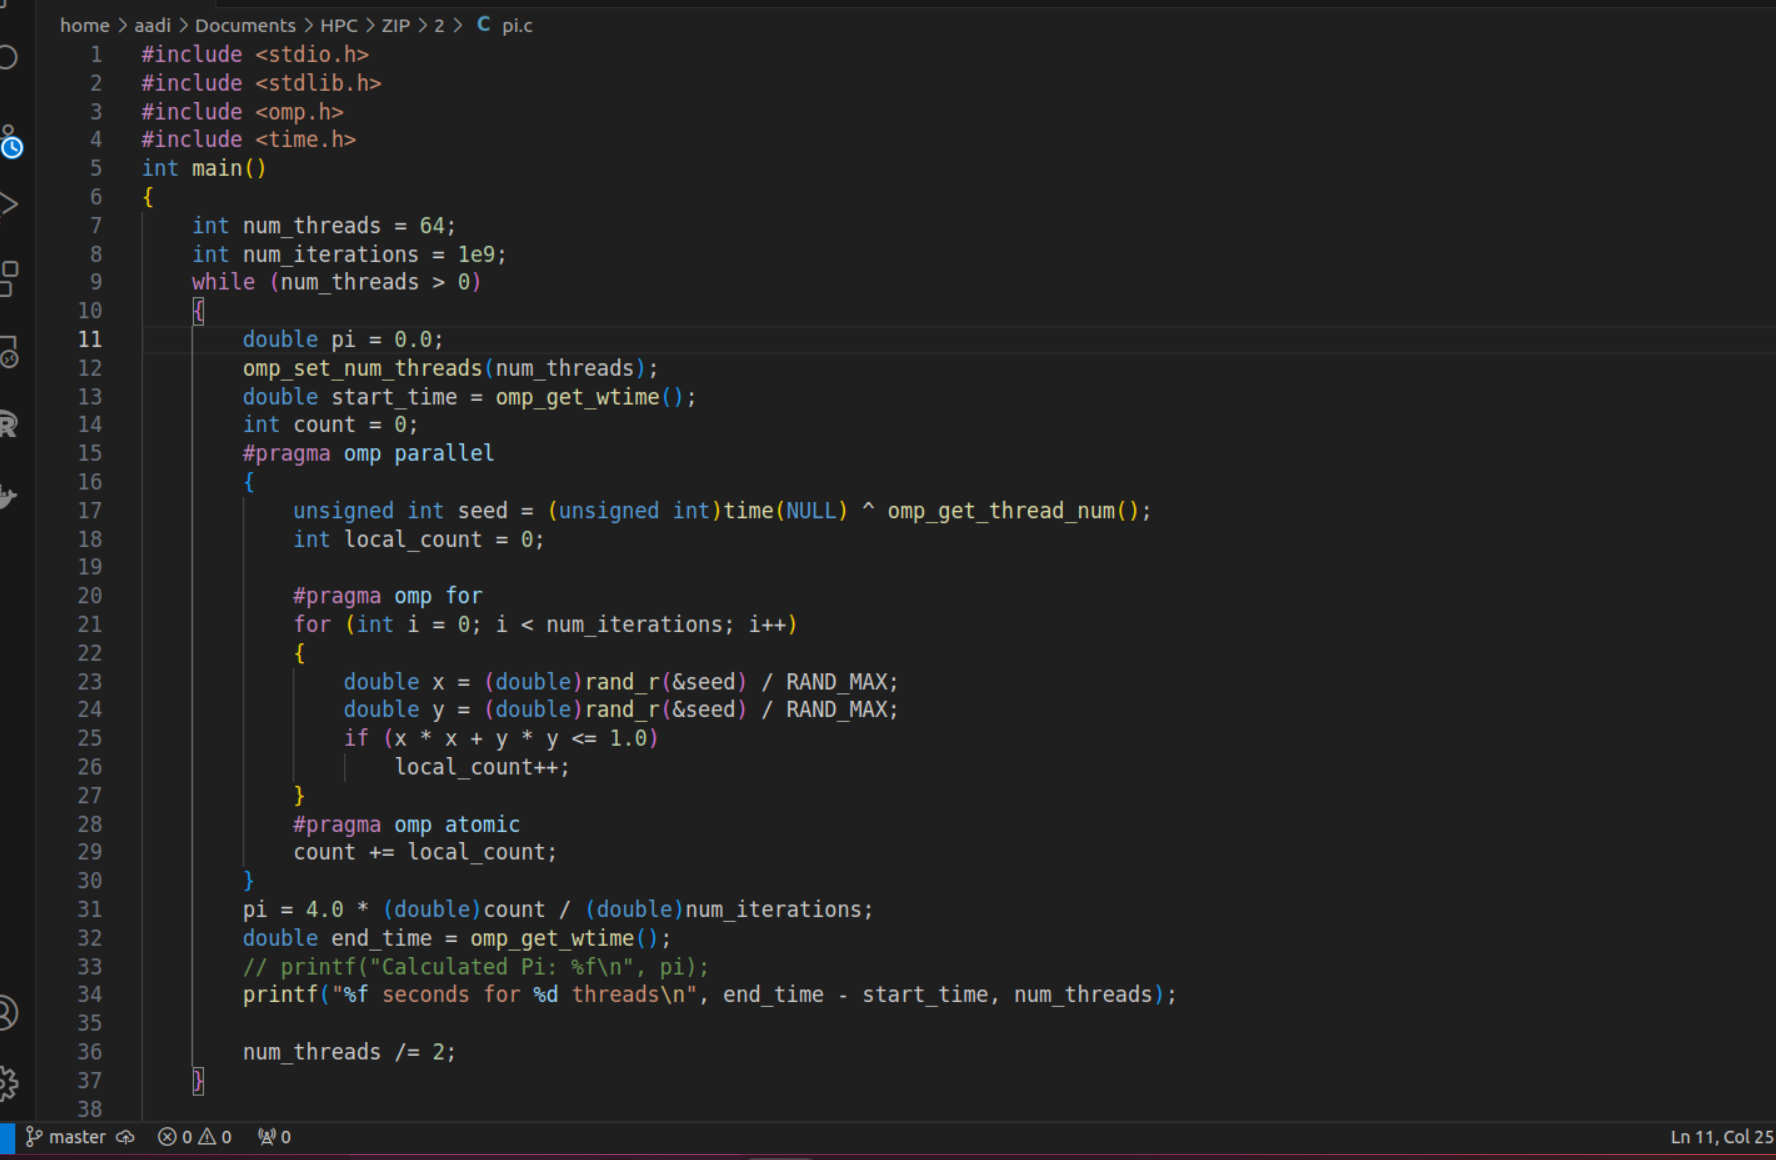 home > aadi > Documents > HPC > ZIP > 2 > C pi.c
1 #include <stdio.h>
2 #include <stdlib.h>
3 #include <omp.h>
4 #include <time.h>
5 int main()
6 {
7     int num_threads = 64;
8     int num_iterations = 1e9;
9     while (num_threads > 0)
10     {
11         double pi = 0.0;
12         omp_set_num_threads(num_threads);
13         double start_time = omp_get_wtime();
14         int count = 0;
15         #pragma omp parallel
16         {
17             unsigned int seed = (unsigned int)time(NULL) ^ omp_get_thread_num();
18             int local_count = 0;
19
20             #pragma omp for
21             for (int i = 0; i < num_iterations; i++)
22             {
23                 double x = (double)rand_r(&seed) / RAND_MAX;
24                 double y = (double)rand_r(&seed) / RAND_MAX;
25                 if (x * x + y * y <= 1.0)
26                     local_count++;
27             }
28             #pragma omp atomic
29             count += local_count;
30         }
31         pi = 4.0 * (double)count / (double)num_iterations;
32         double end_time = omp_get_wtime();
33         // printf("Calculated Pi: %f\n", pi);
34         printf("%f seconds for %d threads\n", end_time - start_time, num_threads);
35
36         num_threads /= 2;
37     }
38
master 0 0 0 Ln 11, Col 25